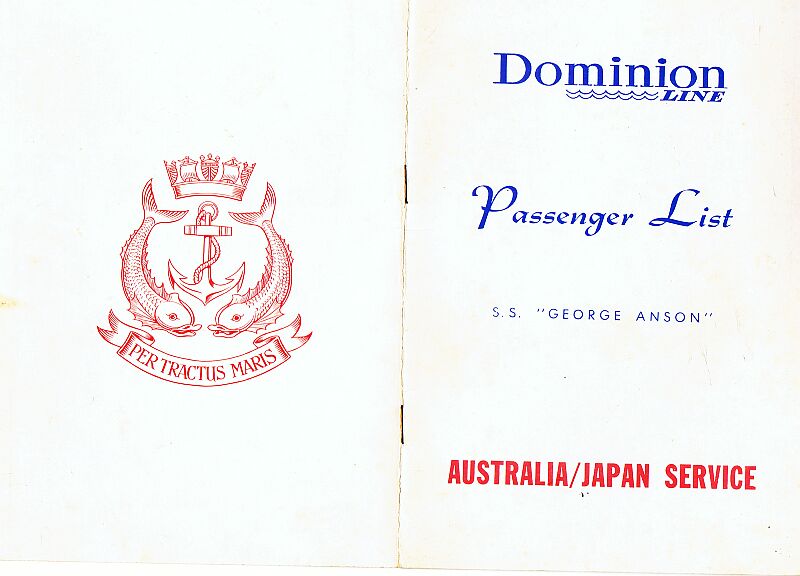 PER TRACTUS MARIS
Dominion
LINE
Passenger List
S.S. "GEORGE ANSON"
AUSTRALIA/JAPAN SERVICE